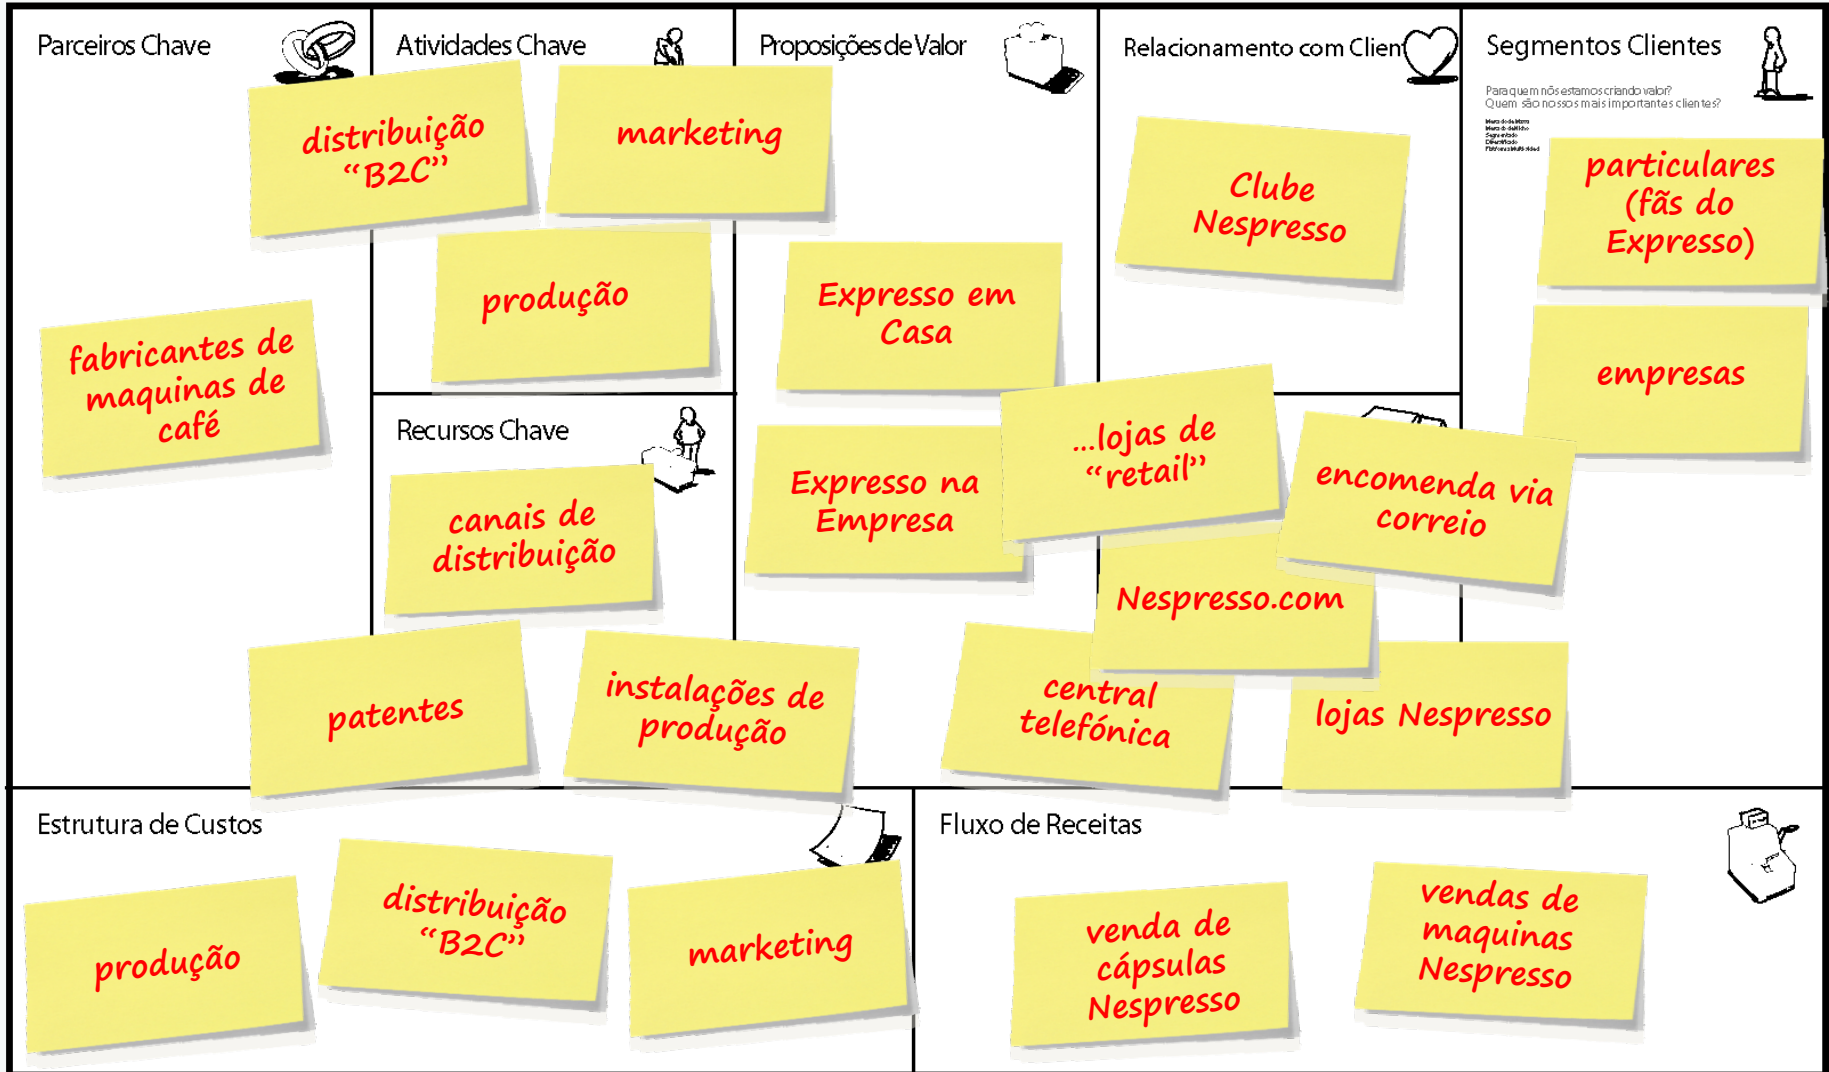 Parceiros Chave
fabricantes de
maquinas de
café
Atividades Chave
distribuição
“B2C”
marketing
produção
Recursos Chave
canais de
distribuição
patentes
instalações de
produção
Proposições de Valor
Expresso em
Casa
Expresso na
Empresa
Relacionamento com Clien
Clube
Nespresso
...lojas de
“retail”
encomenda via
correio
Nespresso.com
central
telefónica
lojas Nespresso
Segmentos Clientes
Para quem nós estamos criando valor?
Quem são nossos mais importantes clientes?
particulares
(fãs do
Expresso)
empresas
Estrutura de Custos
produção
distribuição
“B2C”
marketing
Fluxo de Receitas
venda de
cápsulas
Nespresso
vendas de
maquinas
Nespresso